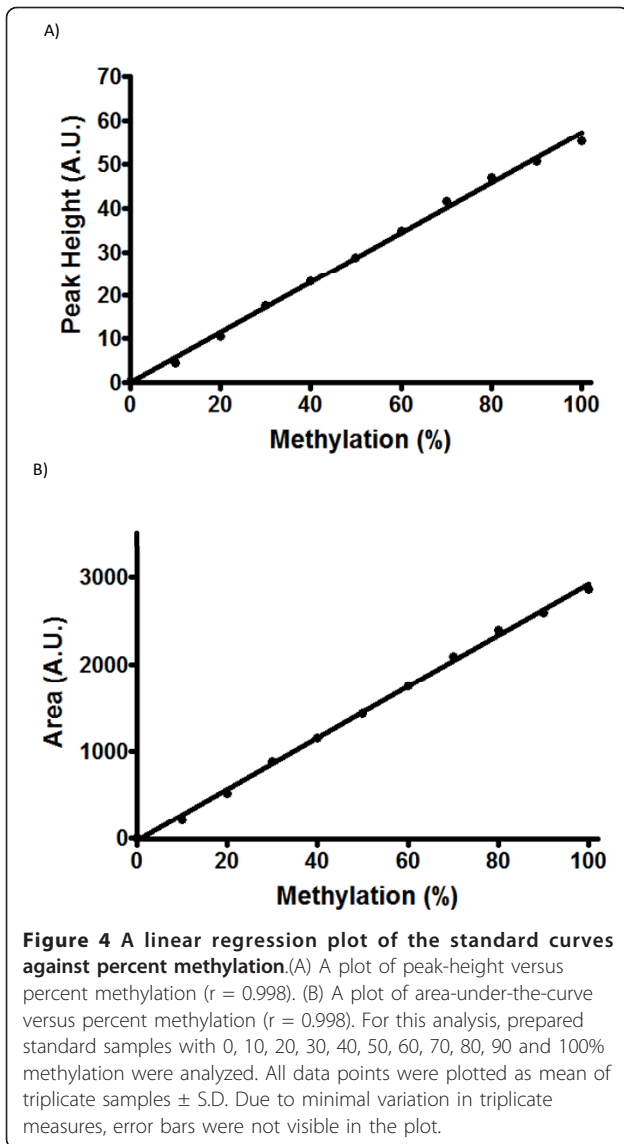 A)
70
60
50
40
30
20
10
0
Peak Height (A.U.)
0 20 40 60 80 100
Methylation (%)
B)
3000
2000
1000
0
Area (A.U.)
0 20 40 60 80 100
Methylation (%)
Figure 4 A linear regression plot of the standard curves
against percent methylation.(A) A plot of peak-height versus
percent methylation (r = 0.998). (B) A plot of area-under-the-curve
versus percent methylation (r = 0.998). For this analysis, prepared
standard samples with 0, 10, 20, 30, 40, 50, 60, 70, 80, 90 and 100%
methylation were analyzed. All data points were plotted as mean of
triplicate samples ± S.D. Due to minimal variation in triplicate
measures, error bars were not visible in the plot.